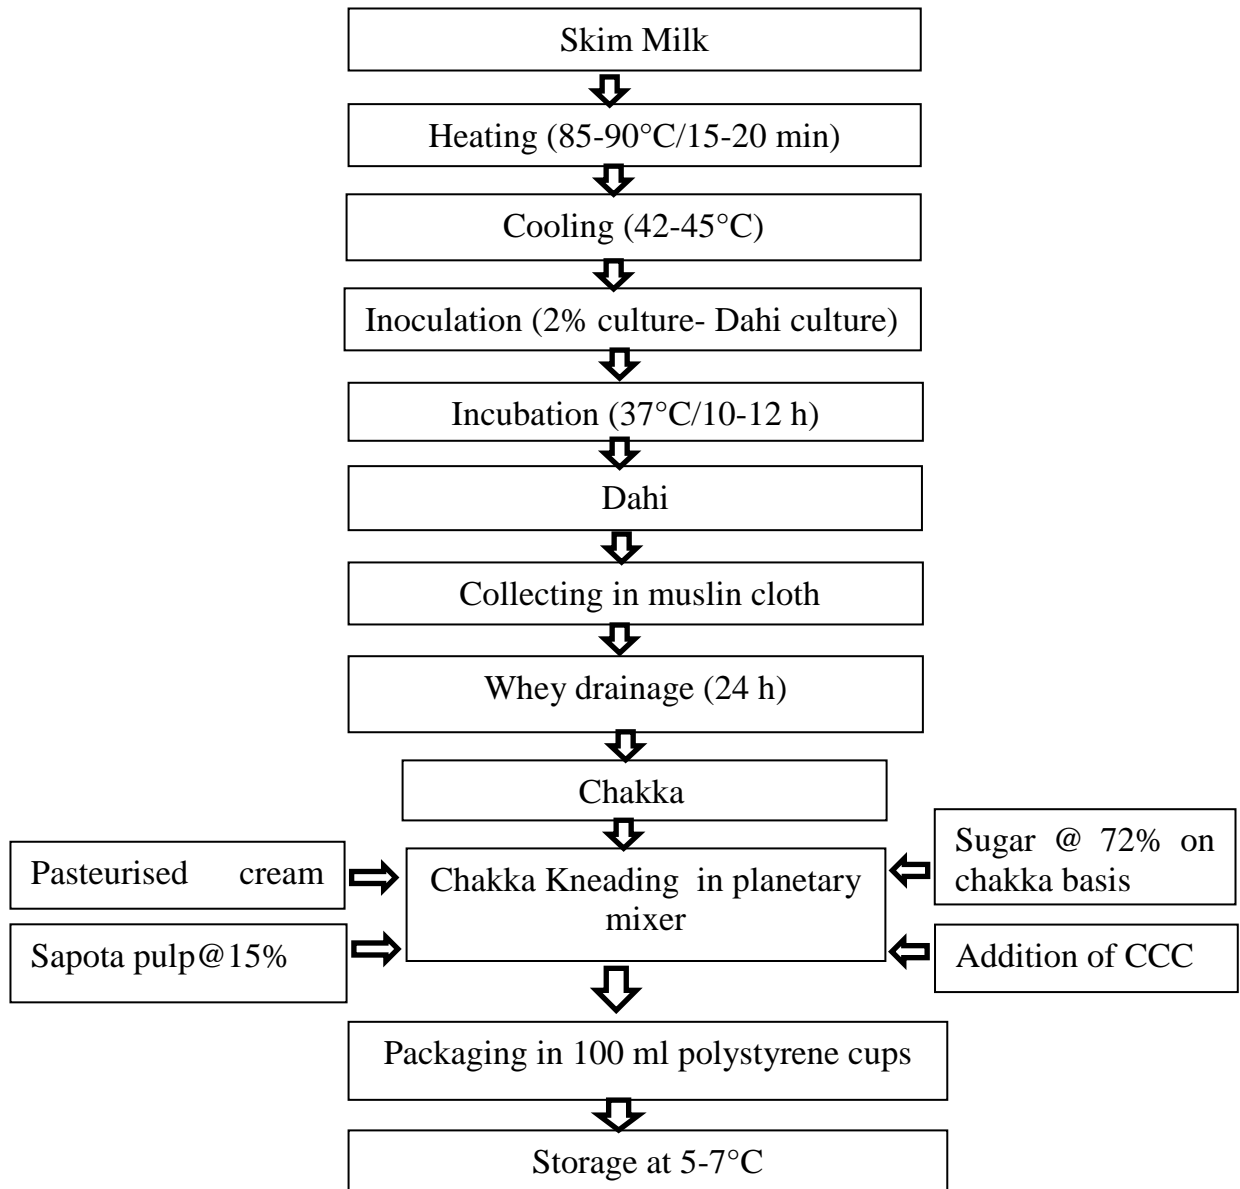 Skim Milk
Heating (85-90°C/15-20 min)
Cooling (42-45°C)
Inoculation (2% culture- Dahi culture)
Incubation (37°C/10-12 h)
Dahi
Collecting in muslin cloth
Whey drainage (24 h)
Chakka
Pasteurised cream
Sapota pulp@15%
Chakka Kneading in planetary
mixer
Sugar @ 72% on
chakka basis
Addition of CCC
Packaging in 100 ml polystyrene cups
Storage at 5-7°C